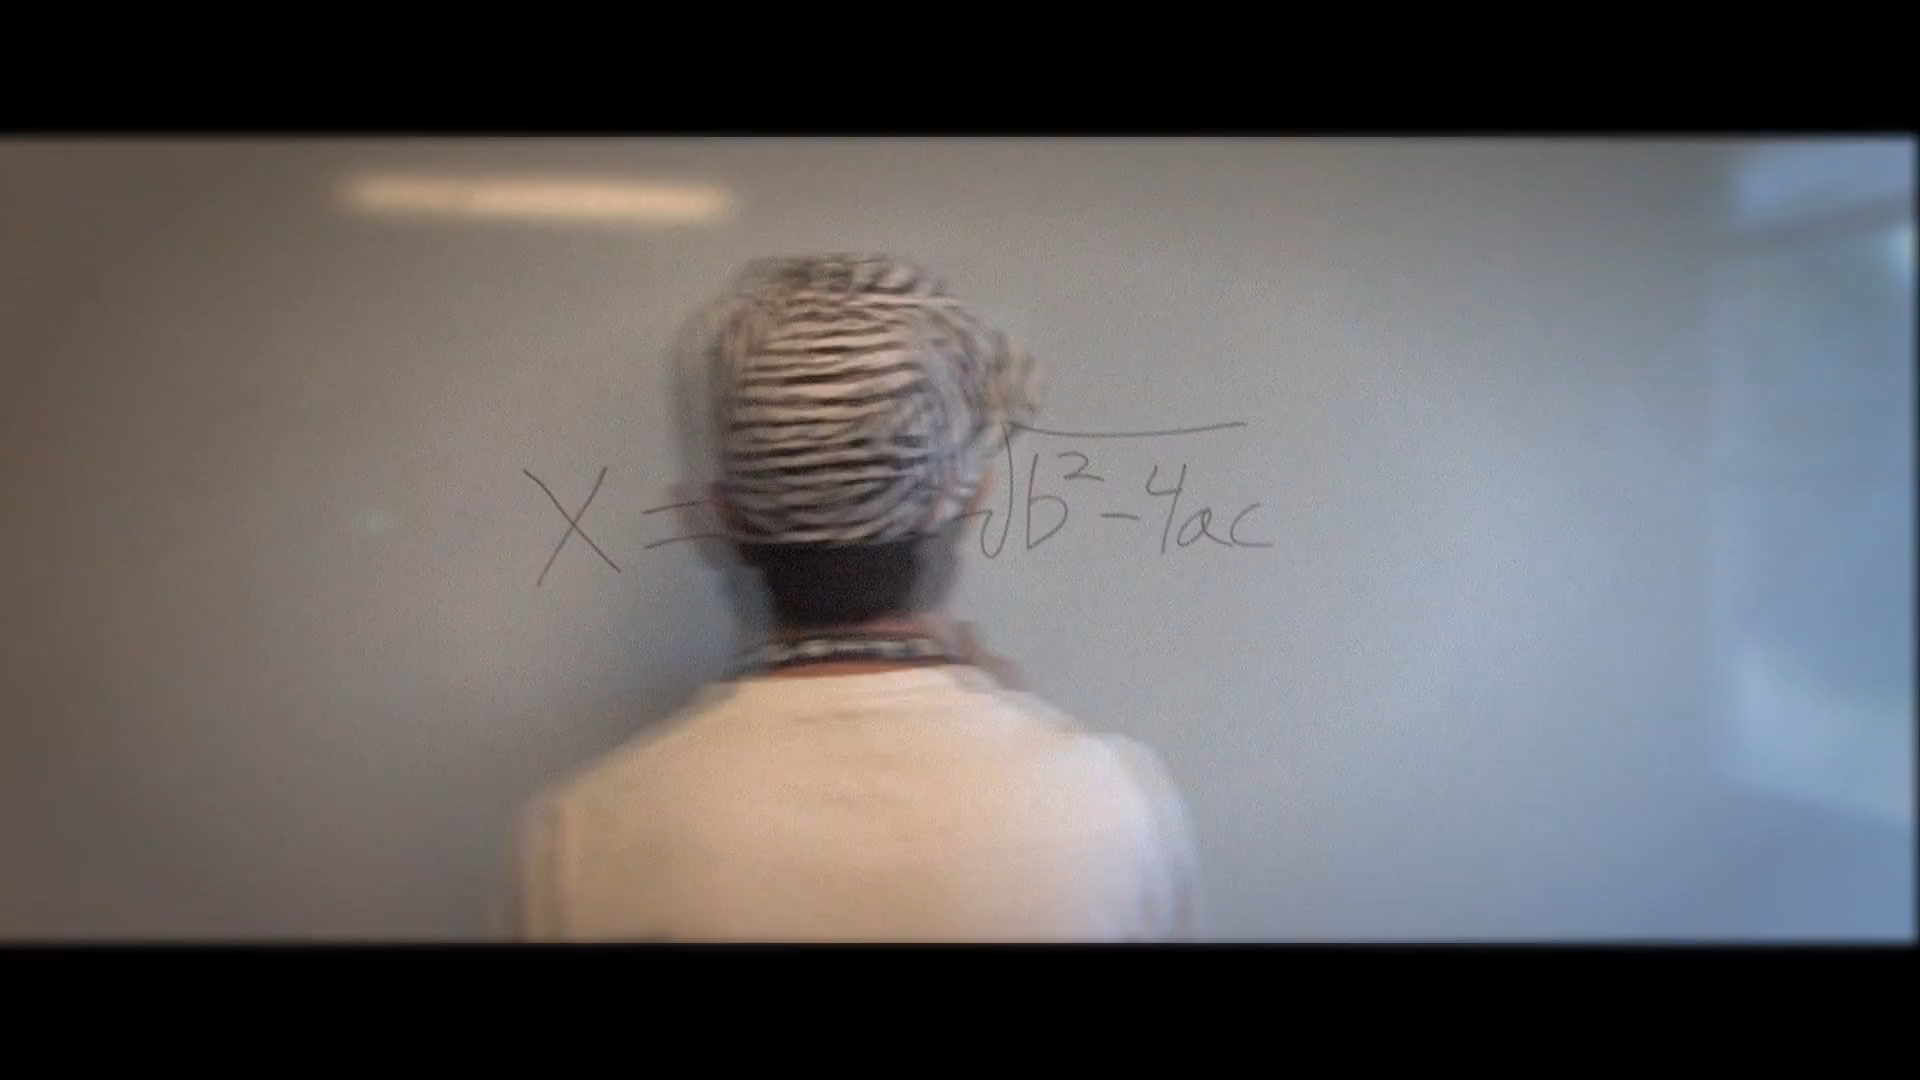 X = √b²-4ac